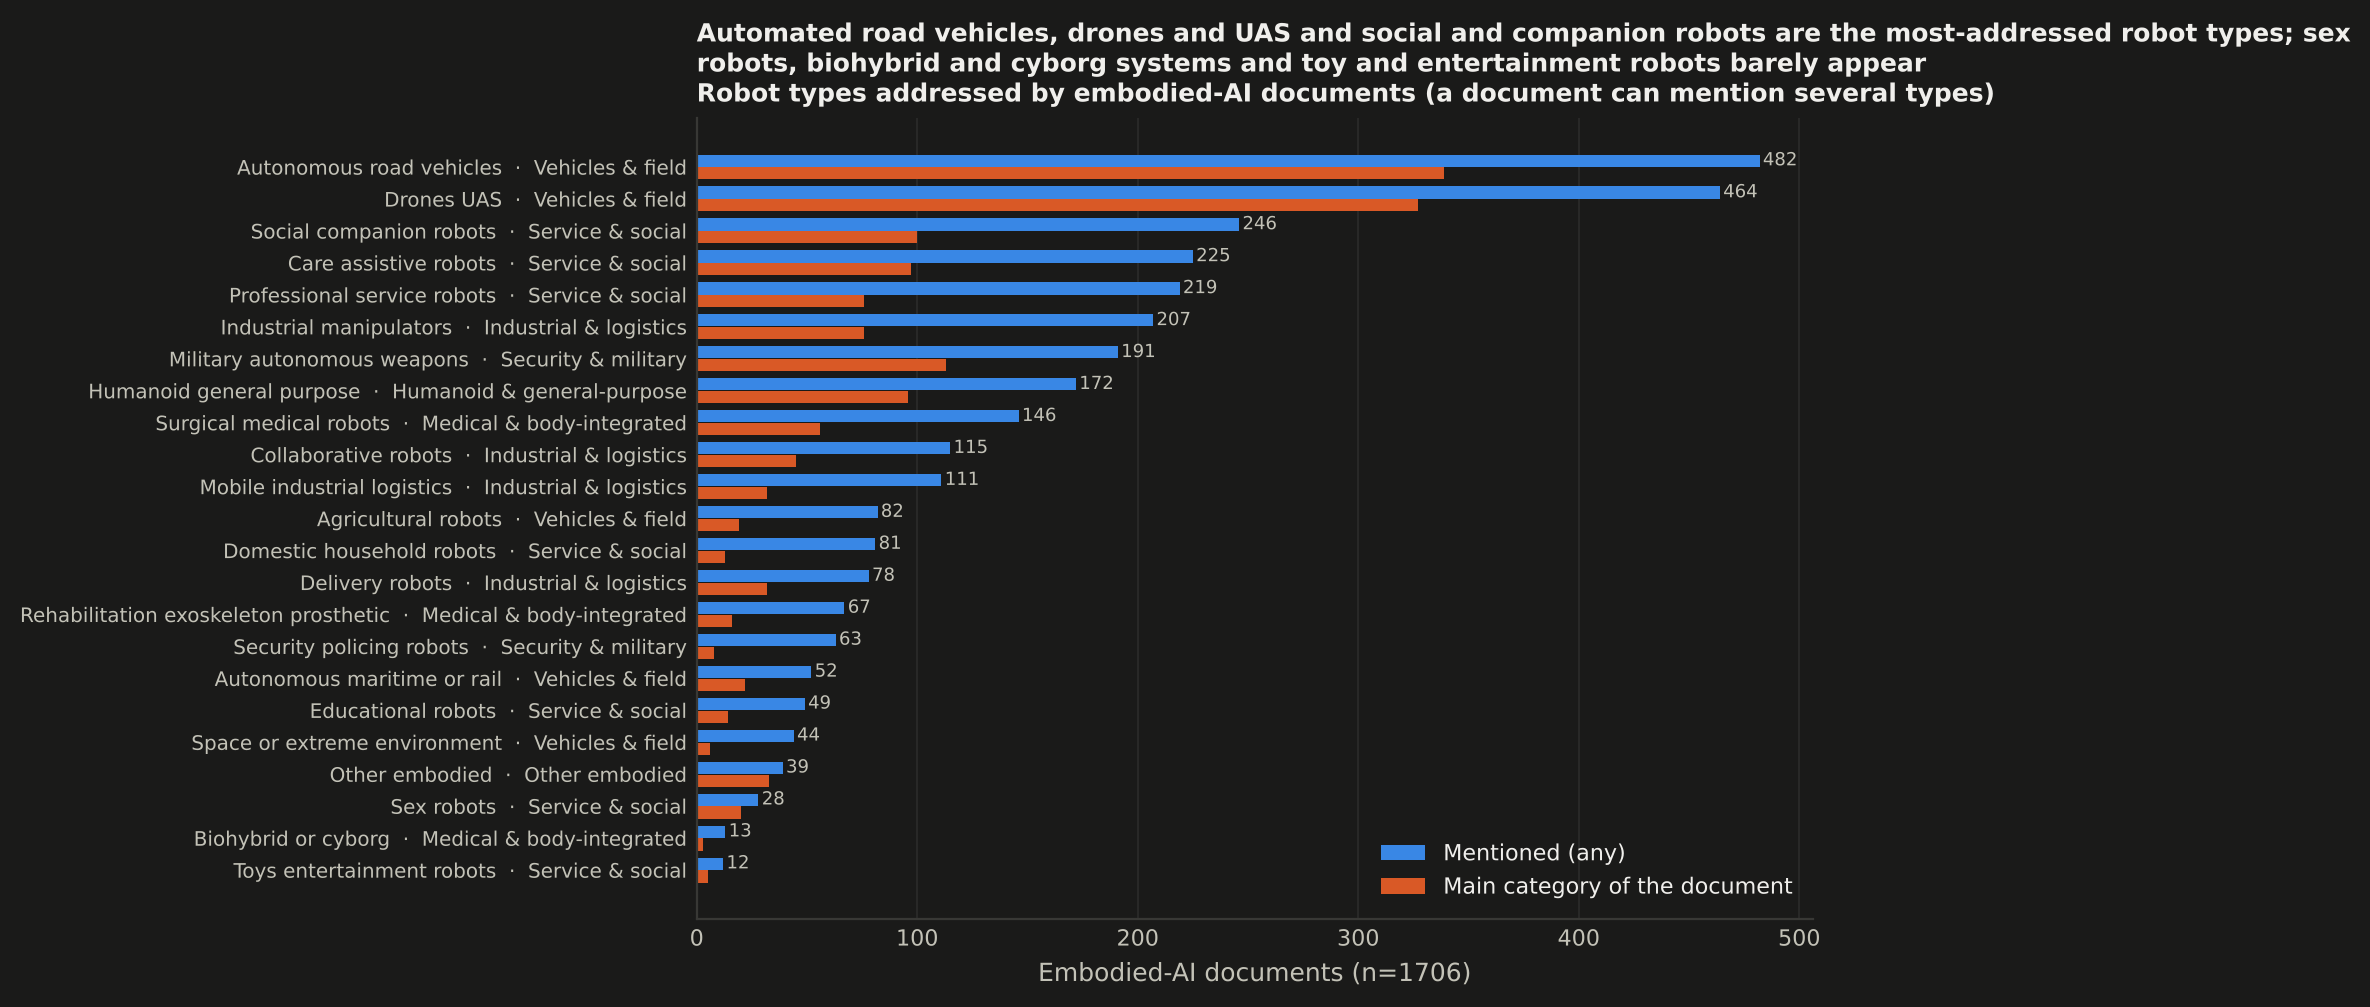 Automated road vehicles, drones and UAS and social and companion robots are the most-addressed robot types; sex
robots, biohybrid and cyborg systems and toy and entertainment robots barely appear
Robot types addressed by embodied-AI documents (a document can mention several types)
Autonomous road vehicles · Vehicles & field 482
Drones UAS · Vehicles & field 464
Social companion robots · Service & social 246
Care assistive robots · Service & social 225
Professional service robots · Service & social 219
Industrial manipulators · Industrial & logistics 207
Military autonomous weapons · Security & military 191
Humanoid general purpose · Humanoid & general-purpose 172
Surgical medical robots · Medical & body-integrated 146
Collaborative robots · Industrial & logistics 115
Mobile industrial logistics · Industrial & logistics 111
Agricultural robots · Vehicles & field 82
Domestic household robots · Service & social 81
Delivery robots · Industrial & logistics 78
Rehabilitation exoskeleton prosthetic · Medical & body-integrated 67
Security policing robots · Security & military 63
Autonomous maritime or rail · Vehicles & field 52
Educational robots · Service & social 49
Space or extreme environment · Vehicles & field 44
Other embodied · Other embodied 39
Sex robots · Service & social 28
Biohybrid or cyborg · Medical & body-integrated 13
Toys entertainment robots · Service & social 12
Mentioned (any)
Main category of the document
0 100 200 300 400 500
Embodied-AI documents (n=1706)